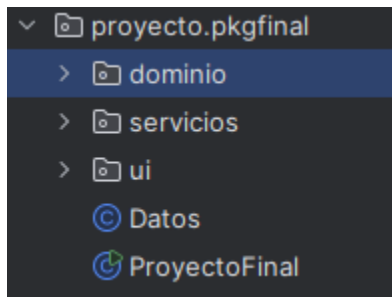 proyecto.pkgfinal
dominio
servicios
ui
Datos
ProyectoFinal